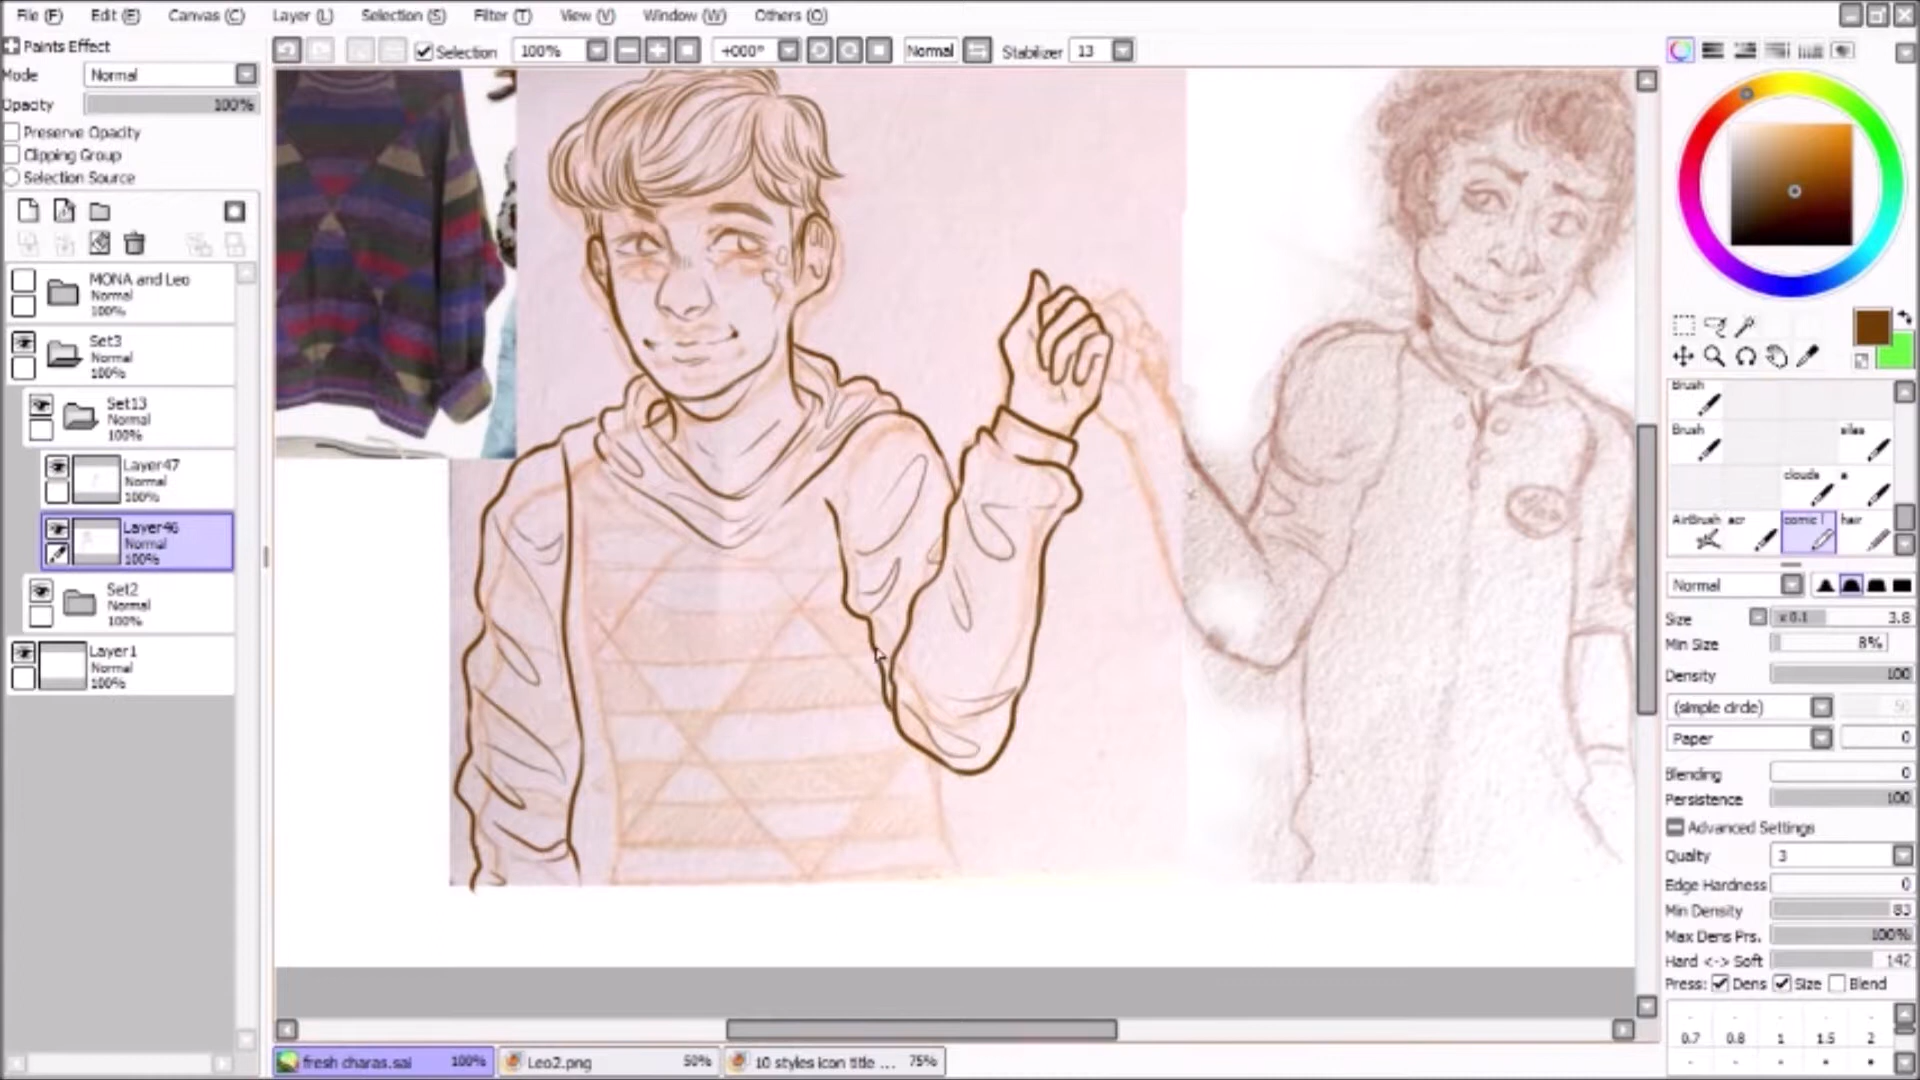 File (F) Edit (E) Canvas (C) Layer (L) Selection (S) Filter (T) View (V) Window (W) Others (O)
Paints Effect
Mode Normal
Opacity 100%
Preserve Opacity
Clipping Group
Selection Source
Selection 100% +000° Normal Stabilizer 13
MONA and Leo
Normal
100%
Set3
Normal
100%
Set13
Normal
100%
Layer47
Normal
100%
Layer46
Normal
100%
Set2
Normal
100%
Layer1
Normal
100%
Brush
Brush
clouds a
AirBrush acr comic l hair
Normal
Size x 0.1 3.8
Min Size 8%
Density 100
(simple circle) 50
Paper 0
Blending 0
Persistence 100
Advanced Settings
Quality 3
Edge Hardness 0
Min Density 83
Max Dens Prs. 100%
Hard <-> Soft 142
Press: Dens Size Blend
0.7 0.8 1 1.5 2
fresh charas.sai 100% Leo2.png 50% 10 styles icon title ... 75%